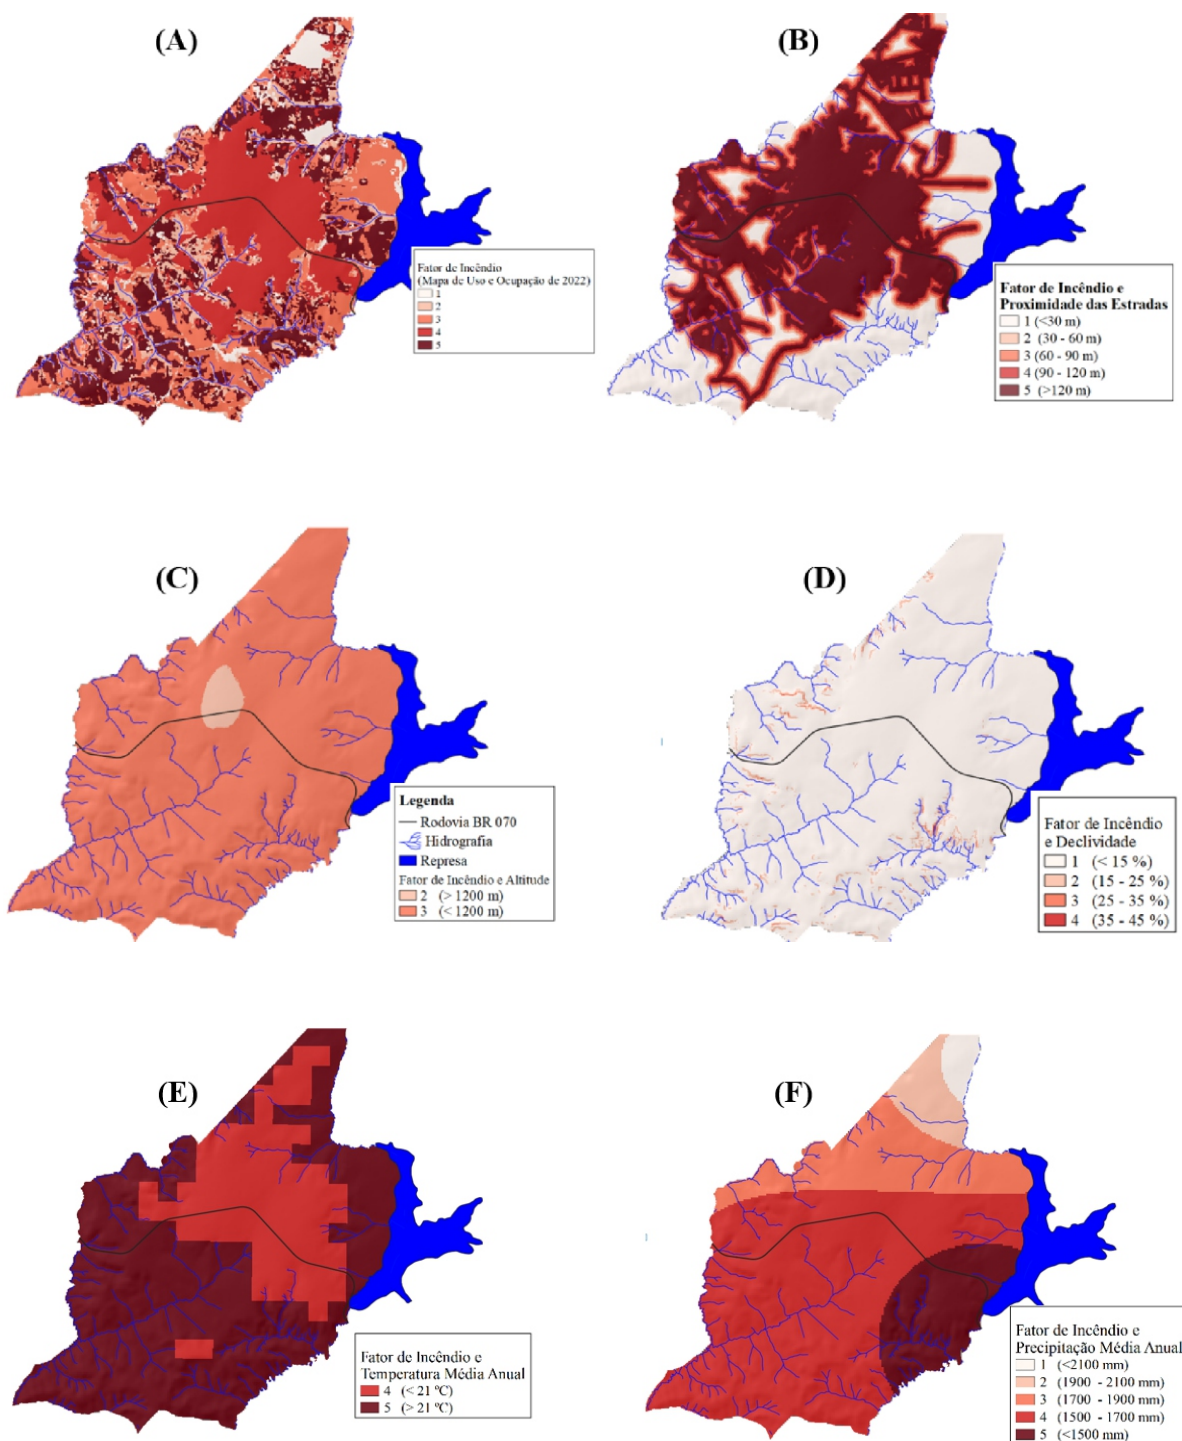 (A)
Fator de Incêndio
(Mapa de Uso e Ocupação de 2022)
1
2
3
4
5
(B)
Fator de Incêndio e
Proximidade das Estradas
1 (<30 m)
2 (30 - 60 m)
3 (60 - 90 m)
4 (90 - 120 m)
5 (>120 m)
(C)
Legenda
Rodovia BR 070
Hidrografia
Represa
Fator de Incêndio e Altitude
2 (> 1200 m)
3 (< 1200 m)
(D)
Fator de Incêndio
e Declividade
1 (< 15 %)
2 (15 - 25 %)
3 (25 - 35 %)
4 (35 - 45 %)
(E)
Fator de Incêndio e
Temperatura Média Anual
4 (< 21 ºC)
5 (> 21 ºC)
(F)
Fator de Incêndio e
Precipitação Média Anual
1 (<2100 mm)
2 (1900 - 2100 mm)
3 (1700 - 1900 mm)
4 (1500 - 1700 mm)
5 (<1500 mm)